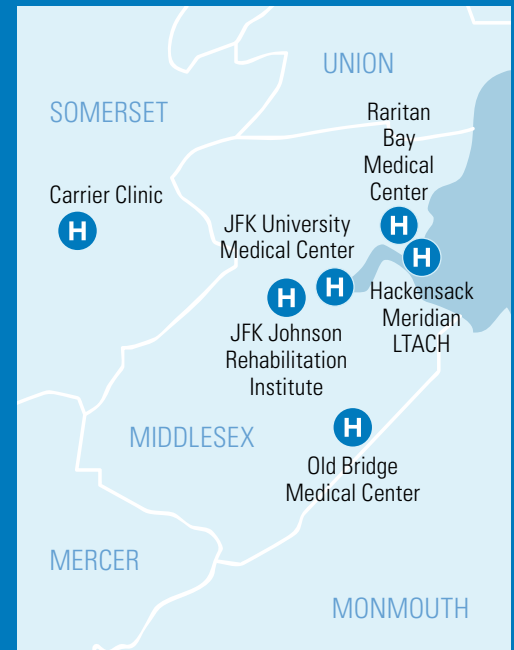 UNION
SOMERSET
Raritan
Bay
Medical
Center
H
Carrier Clinic
H
JFK University
Medical Center
H
H
Hackensack
Meridian
LTACH
H
JFK Johnson
Rehabilitation
Institute
MIDDLESEX
H
Old Bridge
Medical Center
MERCER
MONMOUTH